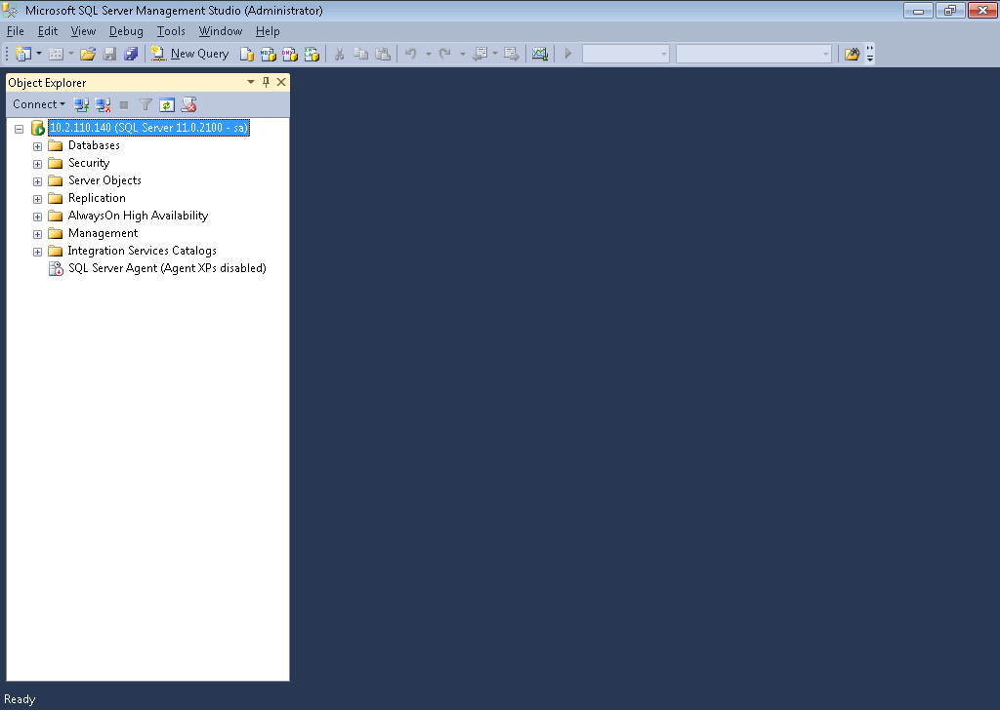 Microsoft SQL Server Management Studio (Administrator)
File Edit View Debug Tools Window Help
New Query
Object Explorer
Connect
10.2.110.140 (SQL Server 11.0.2100 - sa)
Databases
Security
Server Objects
Replication
AlwaysOn High Availability
Management
Integration Services Catalogs
SQL Server Agent (Agent XPs disabled)
Ready